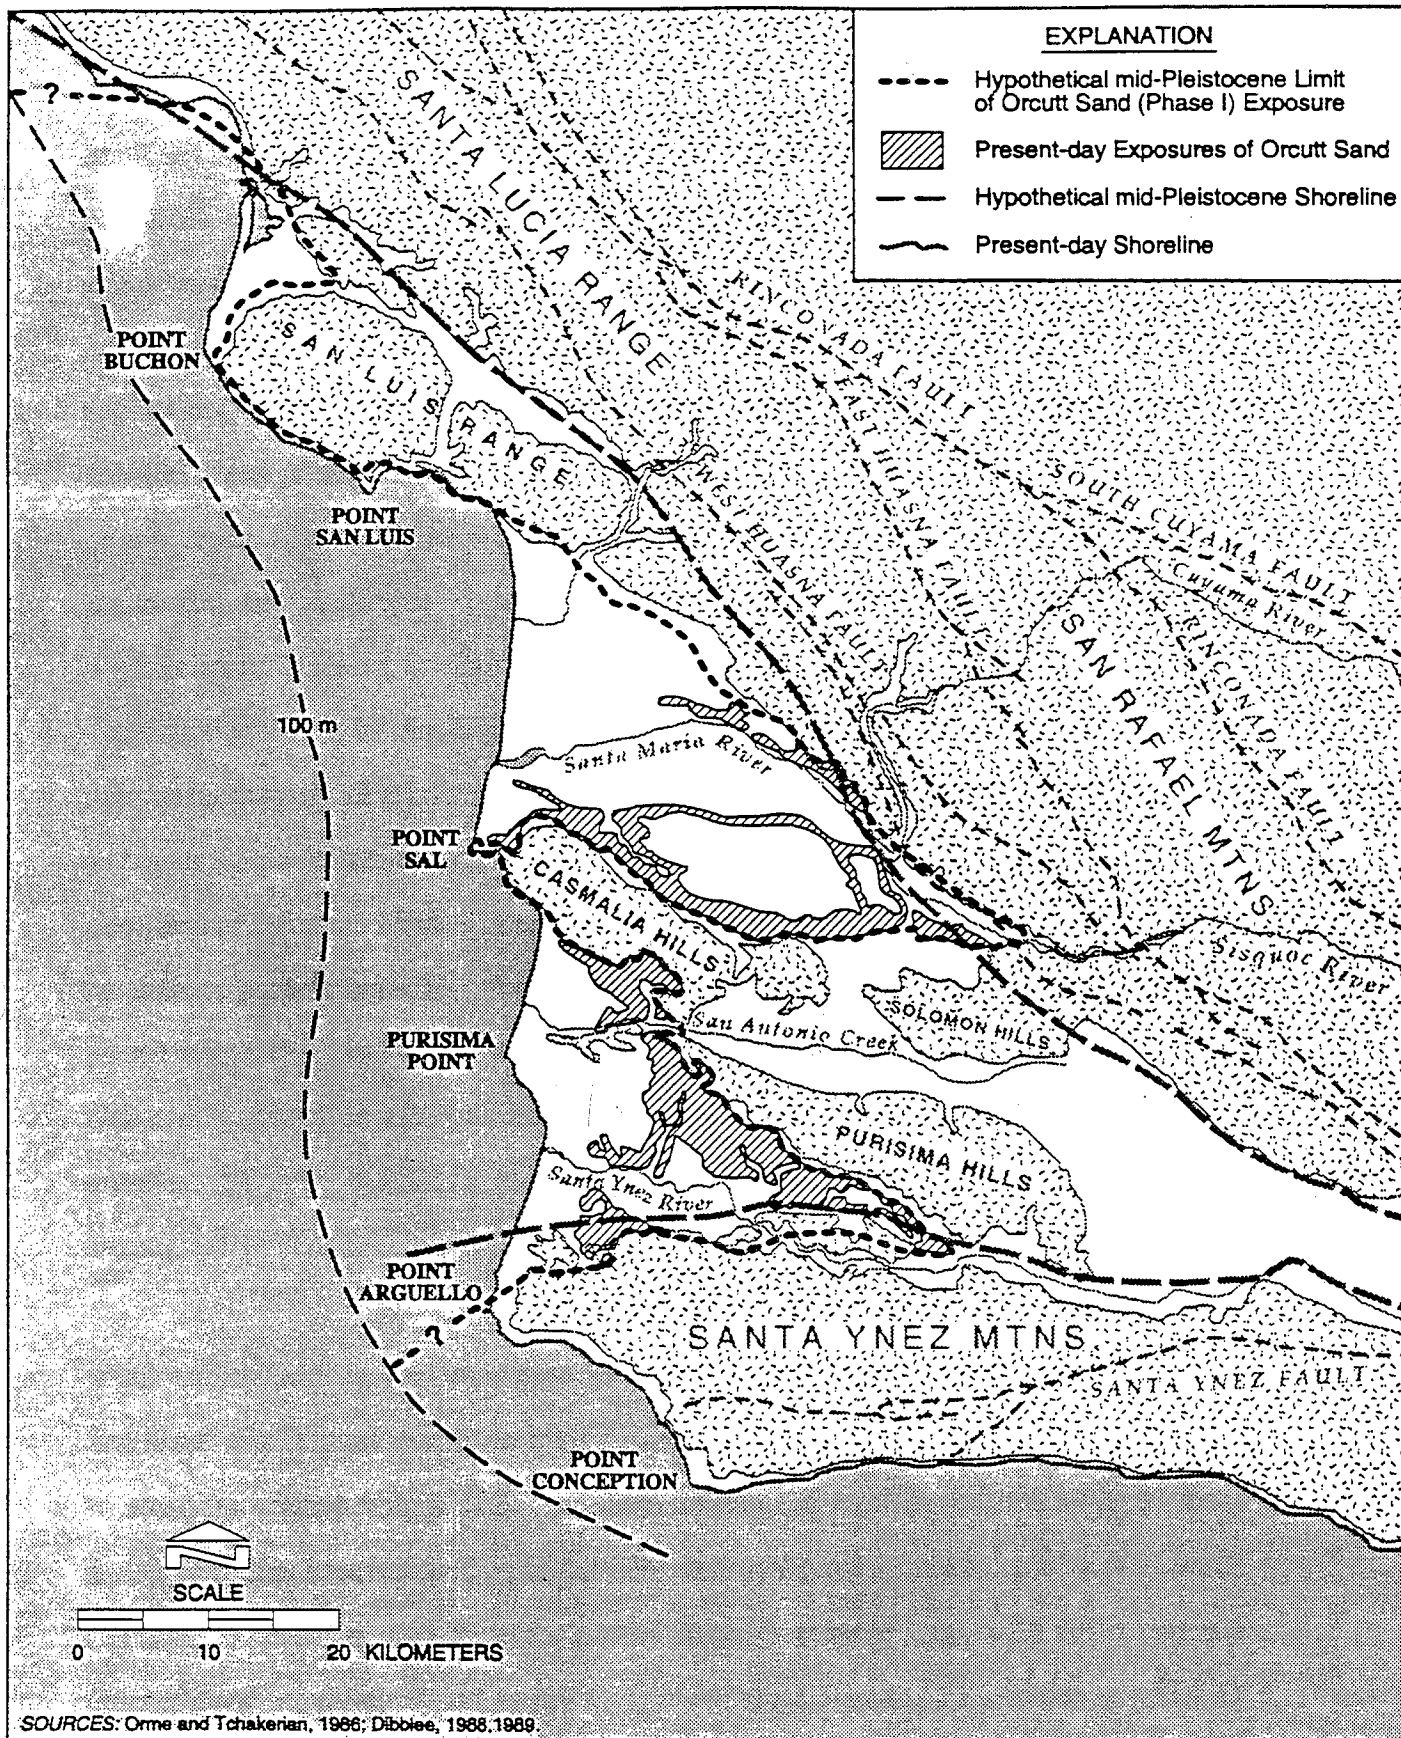 EXPLANATION
Hypothetical mid-Pleistocene Limit
of Orcutt Sand (Phase I) Exposure
Present-day Exposures of Orcutt Sand
Hypothetical mid-Pleistocene Shoreline
Present-day Shoreline
?
SANTA LUCIA RANGE
RINCONADA FAULT
POINT
BUCHON
SAN LUIS RANGE
EAST HUASNA FAULT
WEST HUASNA FAULT
SOUTH CUYAMA FAULT
Cuyama River
POINT
SAN LUIS
SAN RAFAEL MTNS
RINCONADA FAULT
100 m
Santa Maria River
POINT
SAL
CASMALIA HILLS
?
Sisquoc River
SOLOMON HILLS
San Antonio Creek
PURISIMA
POINT
PURISIMA HILLS
Santa Ynez River
POINT
ARGUELLO
?
SANTA YNEZ MTNS
SANTA YNEZ FAULT
POINT
CONCEPTION
N
SCALE
0 10 20 KILOMETERS
SOURCES: Orme and Tchakerian, 1986; Dibblee, 1988,1989.